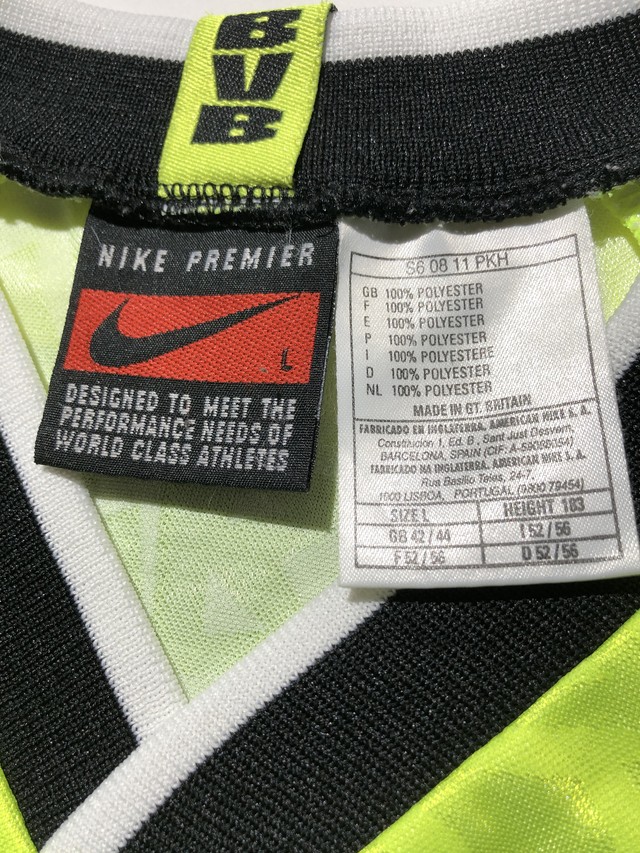 BVB
NIKE PREMIER
L
DESIGNED TO MEET THE
PERFORMANCE NEEDS OF
WORLD CLASS ATHLETES
S6 08 11 PKH
GB 100% POLYESTER
F 100% POLYESTER
E 100% POLYESTER
P 100% POLYESTER
I 100% POLYESTERE
D 100% POLYESTER
NL 100% POLYESTER
MADE IN GT. BRITAIN
FABRICADO EN INGLATERRA. AMERICAN NIKE S. A.
Constitucion 1, Ed. B, Sant Just Desvern,
BARCELONA, SPAIN (CIF: A-59086354)
FABRICADO NA INGLATERRA. AMERICAN NIKE S. A.
Rua Basilio Teles, 24-7,
LISBOA, PORTUGAL
SIZE L HEIGHT 183
GB 42 / 44 I 52 / 56
F 52 / 56 D 52 / 56